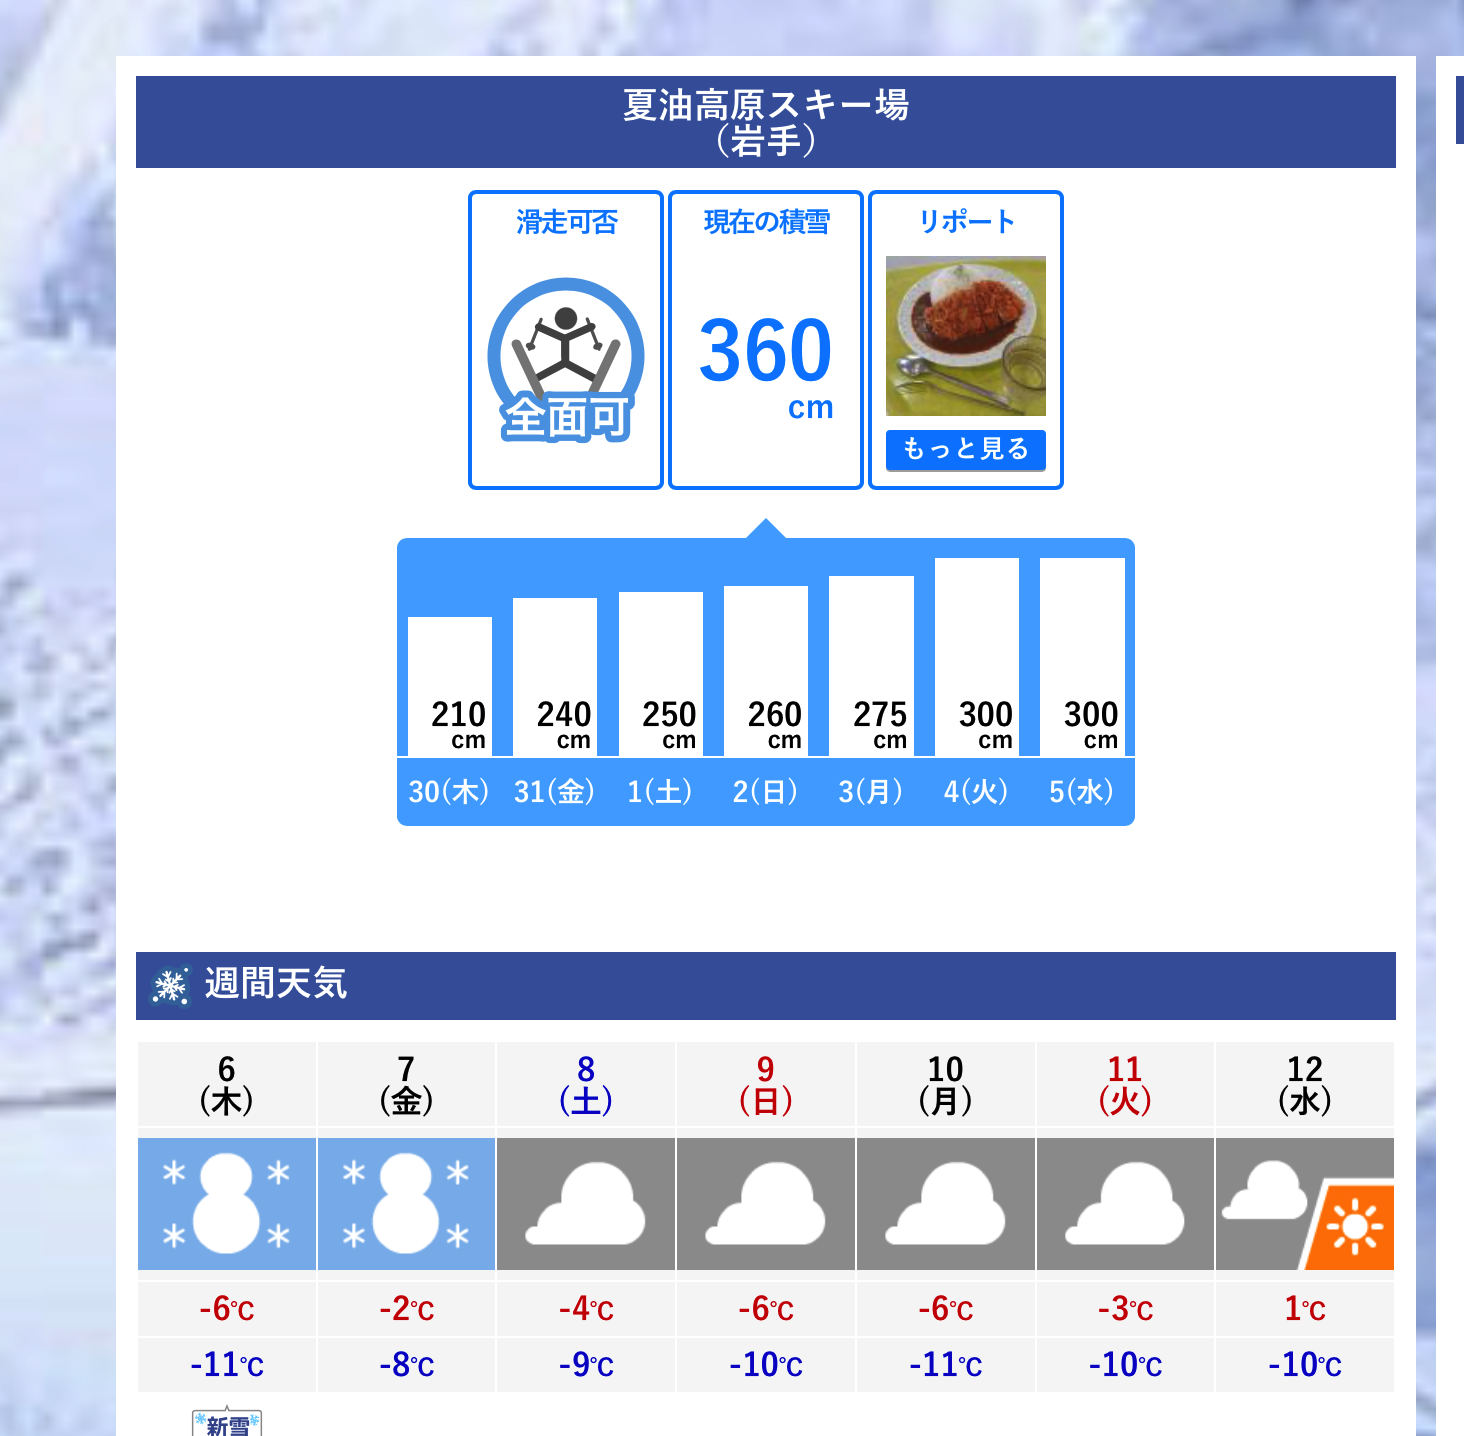 夏油高原スキー場
（岩手）
滑走可否
現在の積雪
リポート
全面可
360
cm
もっと見る
210 240 250 260 275 300 300
cm cm cm cm cm cm cm
30(木) 31(金) 1(土) 2(日) 3(月) 4(火) 5(水)
週間天気
6 7 8 9 10 11 12
(木) (金) (土) (日) (月) (火) (水)
-6℃ -2℃ -4℃ -6℃ -6℃ -3℃ 1℃
-11℃ -8℃ -9℃ -10℃ -11℃ -10℃ -10℃
新雪